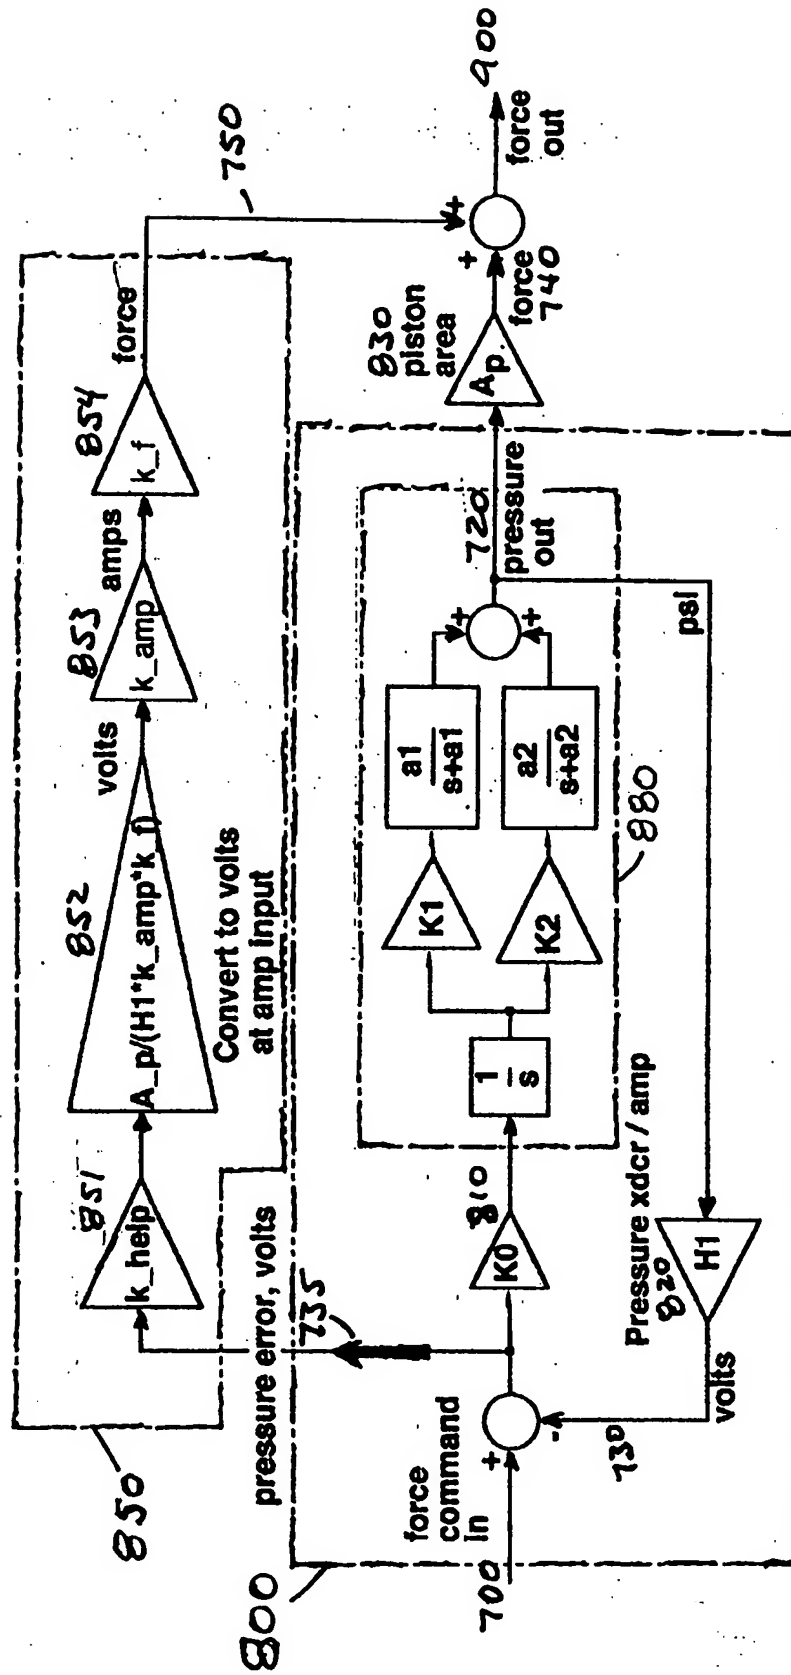 850
851
k_help
852
A_p/(H1*k_amp*k_f)
Convert to volts
at amp input
volts
853
k_amp
amps
854
k_f
force
750
800
pressure error, volts
735
700
force
command
in
+
-
730
810
K0
1
s
K1
K2
a1
s+a1
a2
s+a2
+
+
880
720
pressure
out
psi
Pressure xdcr / amp
820
H1
volts
830
piston
area
Ap
force
740
+
+
force
out
900